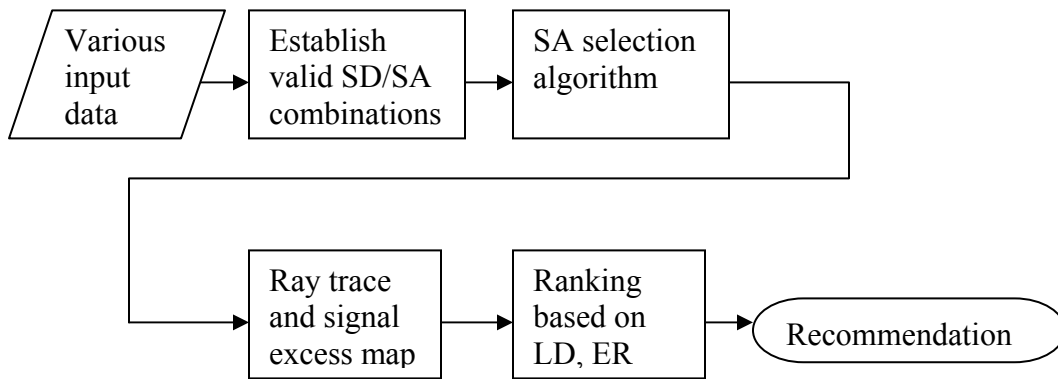 Various
input
data
Establish
valid SD/SA
combinations
SA selection
algorithm
Ray trace
and signal
excess map
Ranking
based on
LD, ER
Recommendation